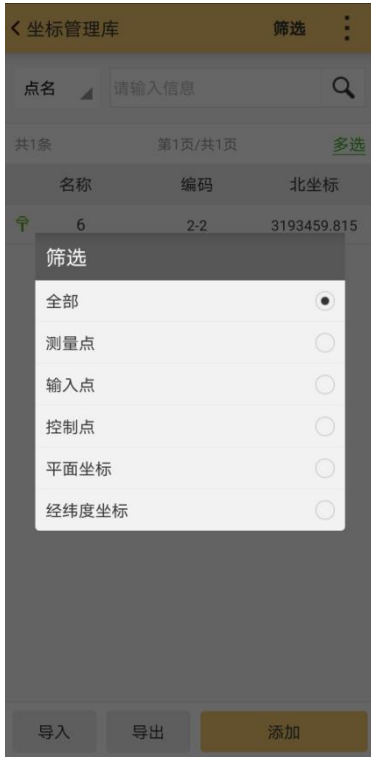 坐标管理库 筛选
点名 请输入信息
共1条 第1页/共1页 多选
名称 编码 北坐标
6 2-2 3193459.815
筛选
全部
测量点
输入点
控制点
平面坐标
经纬度坐标
导入 导出 添加